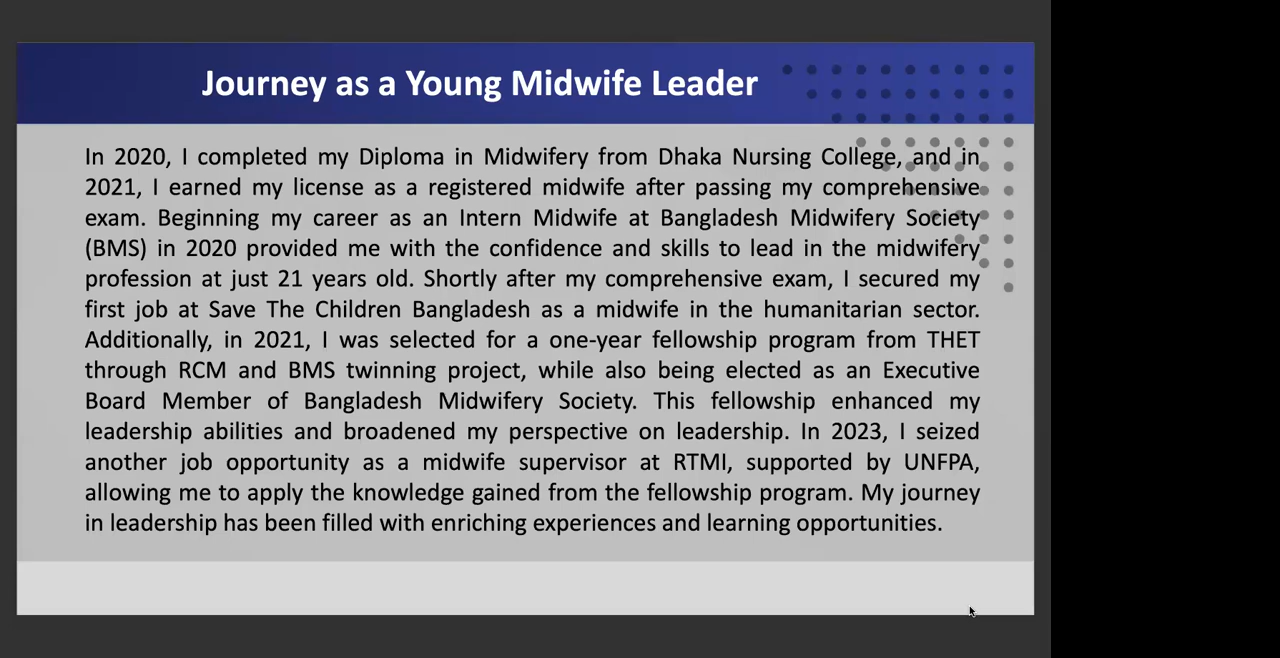 Journey as a Young Midwife Leader
In 2020, I completed my Diploma in Midwifery from Dhaka Nursing College, and in
2021, I earned my license as a registered midwife after passing my comprehensive
exam. Beginning my career as an Intern Midwife at Bangladesh Midwifery Society
(BMS) in 2020 provided me with the confidence and skills to lead in the midwifery
profession at just 21 years old. Shortly after my comprehensive exam, I secured my
first job at Save The Children Bangladesh as a midwife in the humanitarian sector.
Additionally, in 2021, I was selected for a one-year fellowship program from THET
through RCM and BMS twinning project, while also being elected as an Executive
Board Member of Bangladesh Midwifery Society. This fellowship enhanced my
leadership abilities and broadened my perspective on leadership. In 2023, I seized
another job opportunity as a midwife supervisor at RTMI, supported by UNFPA,
allowing me to apply the knowledge gained from the fellowship program. My journey
in leadership has been filled with enriching experiences and learning opportunities.